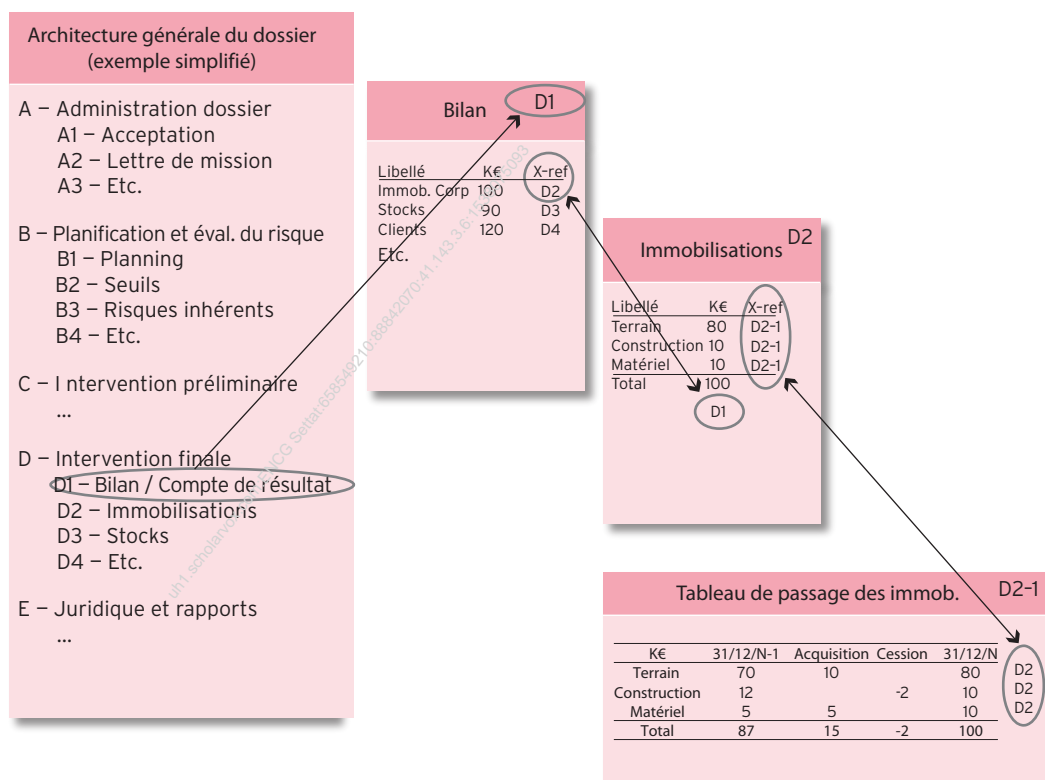 Architecture générale du dossier
(exemple simplifié)
A – Administration dossier
A1 – Acceptation
A2 – Lettre de mission
A3 – Etc.
B – Planification et éval. du risque
B1 – Planning
B2 – Seuils
B3 – Risques inhérents
B4 – Etc.
C – I ntervention préliminaire
...
D – Intervention finale
D1 – Bilan / Compte de résultat
D2 – Immobilisations
D3 – Stocks
D4 – Etc.
E – Juridique et rapports
...
Bilan D1
Libellé K€ X-ref
Immob. Corp 100 D2
Stocks 90 D3
Clients 120 D4
Etc.
Immobilisations D2
Libellé K€ X-ref
Terrain 80 D2-1
Construction 10 D2-1
Matériel 10 D2-1
Total 100
D1
Tableau de passage des immob. D2-1
K€ 31/12/N-1 Acquisition Cession 31/12/N
Terrain 70 10 80 D2
Construction 12 -2 10 D2
Matériel 5 5 10 D2
Total 87 15 -2 100